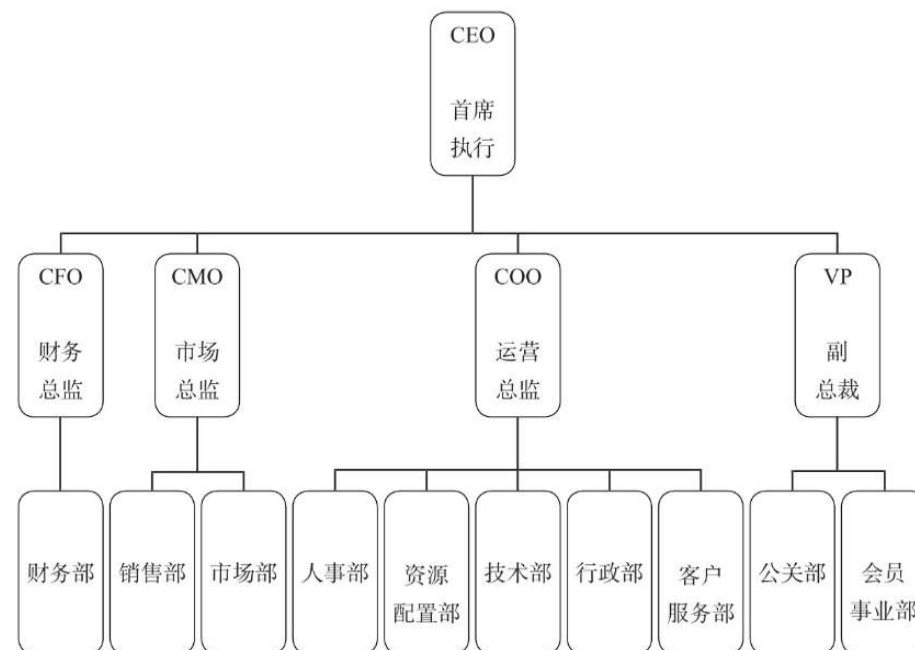 CEO
首席
执行
CFO
财务
总监
CMO
市场
总监
COO
运营
总监
VP
副
总裁
财务部
销售部
市场部
人事部
资源
配置部
技术部
行政部
客户
服务部
公关部
会员
事业部